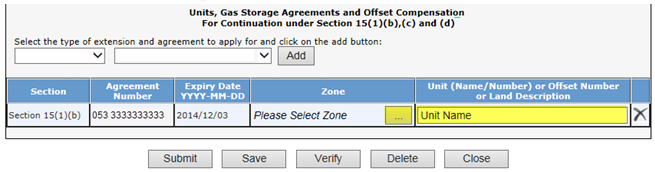 Units, Gas Storage Agreements and Offset Compensation
For Continuation under Section 15(1)(b),(c) and (d)
Select the type of extension and agreement to apply for and click on the add button:
Add
Section Agreement Number Expiry Date YYYY-MM-DD Zone Unit (Name/Number) or Offset Number or Land Description
Section 15(1)(b) 053 3333333333 2014/12/03 Please Select Zone ... Unit Name
Submit Save Verify Delete Close